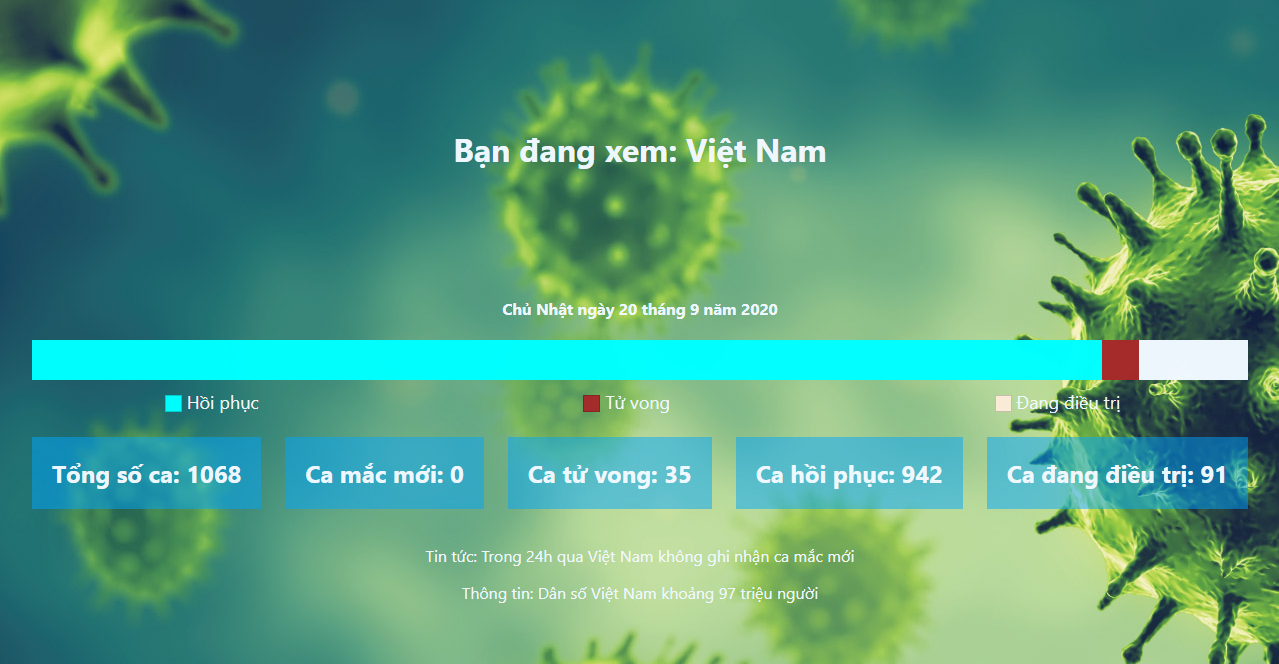 Bạn đang xem: Việt Nam
Chủ Nhật ngày 20 tháng 9 năm 2020
Hồi phục
Tử vong
Đang điều trị
Tổng số ca: 1068
Ca mắc mới: 0
Ca tử vong: 35
Ca hồi phục: 942
Ca đang điều trị: 91
Tin tức: Trong 24h qua Việt Nam không ghi nhận ca mắc mới
Thông tin: Dân số Việt Nam khoảng 97 triệu người